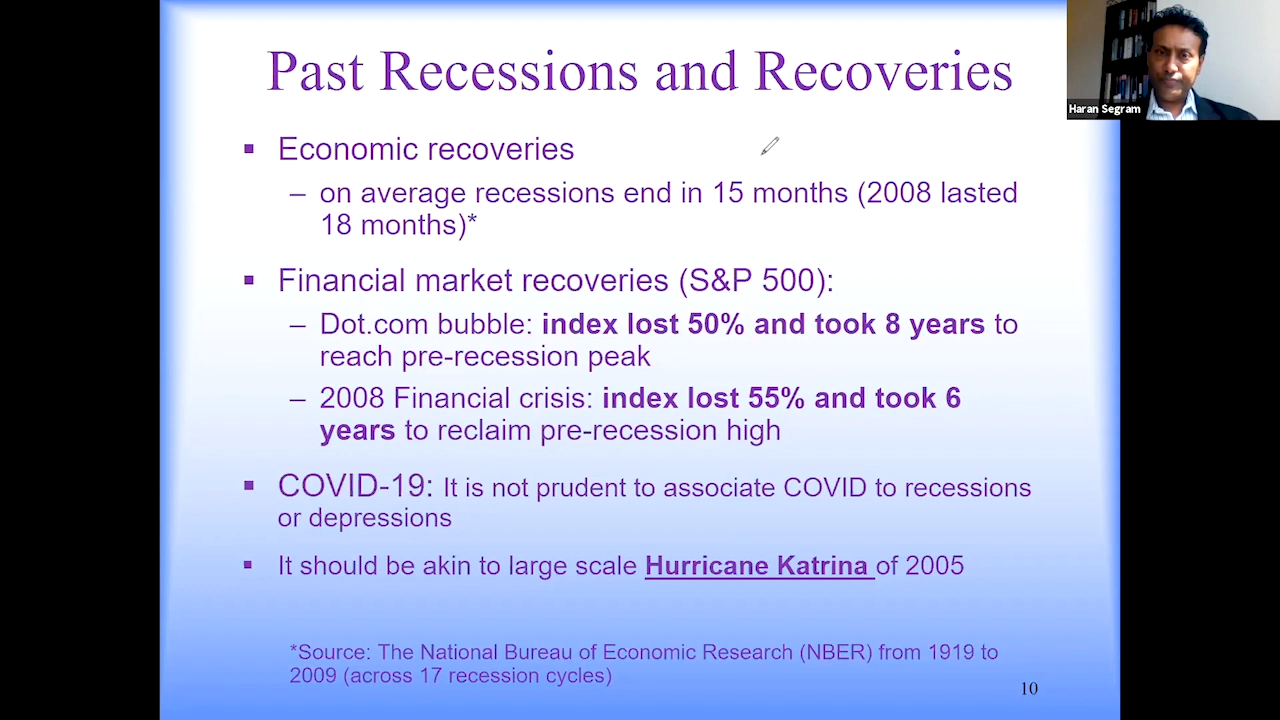 Past Recessions and Recoveries
Haran Segram
▪ Economic recoveries
– on average recessions end in 15 months (2008 lasted
18 months)*
▪ Financial market recoveries (S&P 500):
– Dot.com bubble: index lost 50% and took 8 years to
reach pre-recession peak
– 2008 Financial crisis: index lost 55% and took 6
years to reclaim pre-recession high
▪ COVID-19: It is not prudent to associate COVID to recessions
or depressions
▪ It should be akin to large scale Hurricane Katrina of 2005
*Source: The National Bureau of Economic Research (NBER) from 1919 to
2009 (across 17 recession cycles)
10